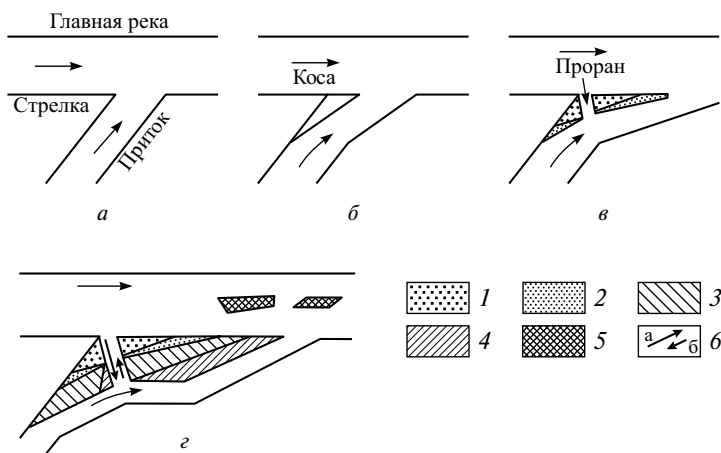 Главная река
Стрелка
Приток
а
Коса
б
Проран
в
г
1 2 3
4 5 а б 6